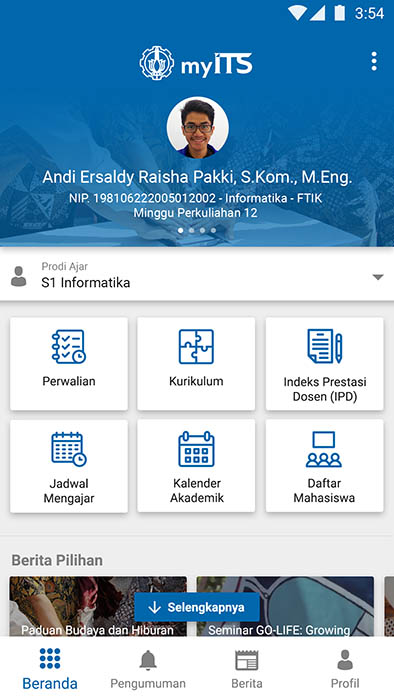 3:54
myITS
Andi Ersaldy Raisha Pakki, S.Kom., M.Eng.
NIP. 198106222005012002 - Informatika - FTIK
Minggu Perkuliahan 12
Prodi Ajar
S1 Informatika
Perwalian
Kurikulum
Indeks Prestasi
Dosen (IPD)
Jadwal
Mengajar
Kalender
Akademik
Daftar
Mahasiswa
Berita Pilihan
Selengkapnya
Paduan Budaya dan Hiburan
Seminar GO-LIFE: Growing
Beranda
Pengumuman
Berita
Profil